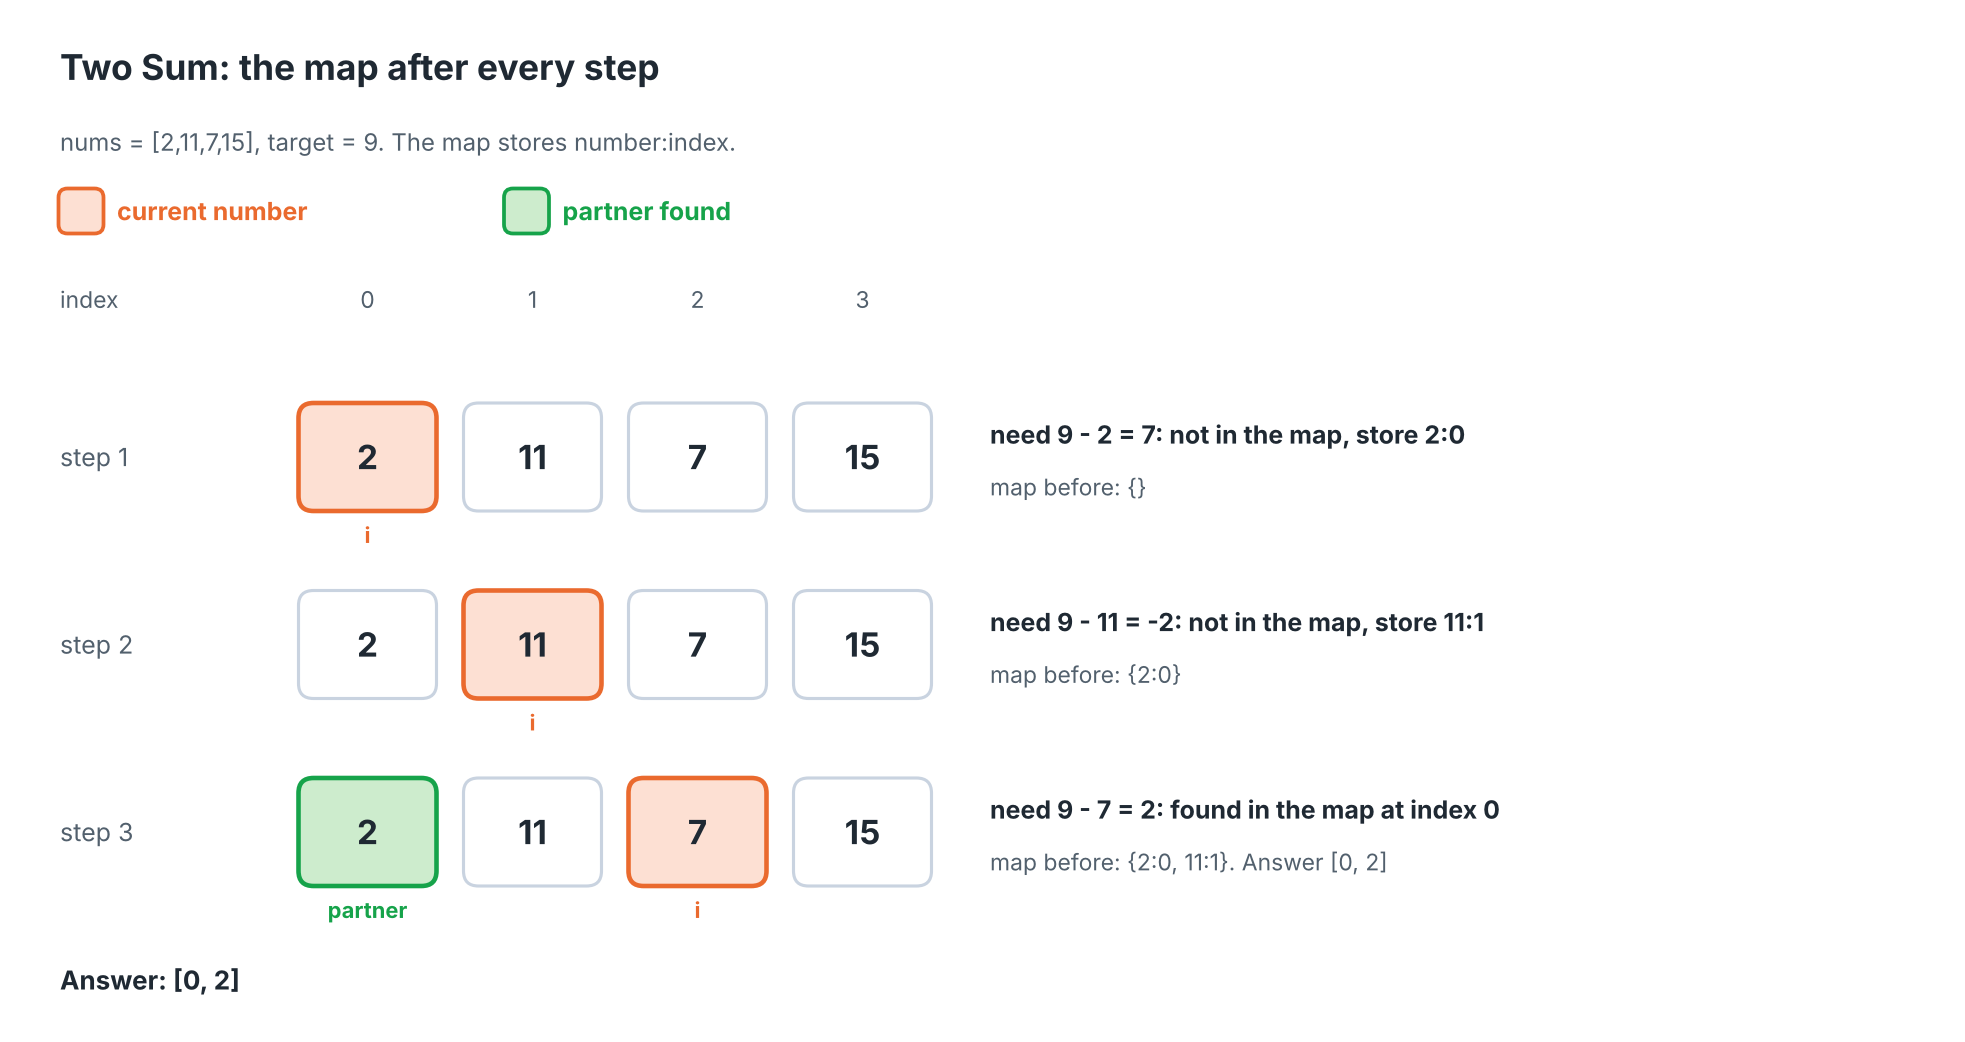 Two Sum: the map after every step
nums = [2,11,7,15], target = 9. The map stores number:index.
current number partner found
index 0 1 2 3
step 1 2 11 7 15 need 9 - 2 = 7: not in the map, store 2:0
map before: {}
i
step 2 2 11 7 15 need 9 - 11 = -2: not in the map, store 11:1
map before: {2:0}
i
step 3 2 11 7 15 need 9 - 7 = 2: found in the map at index 0
map before: {2:0, 11:1}. Answer [0, 2]
partner i
Answer: [0, 2]